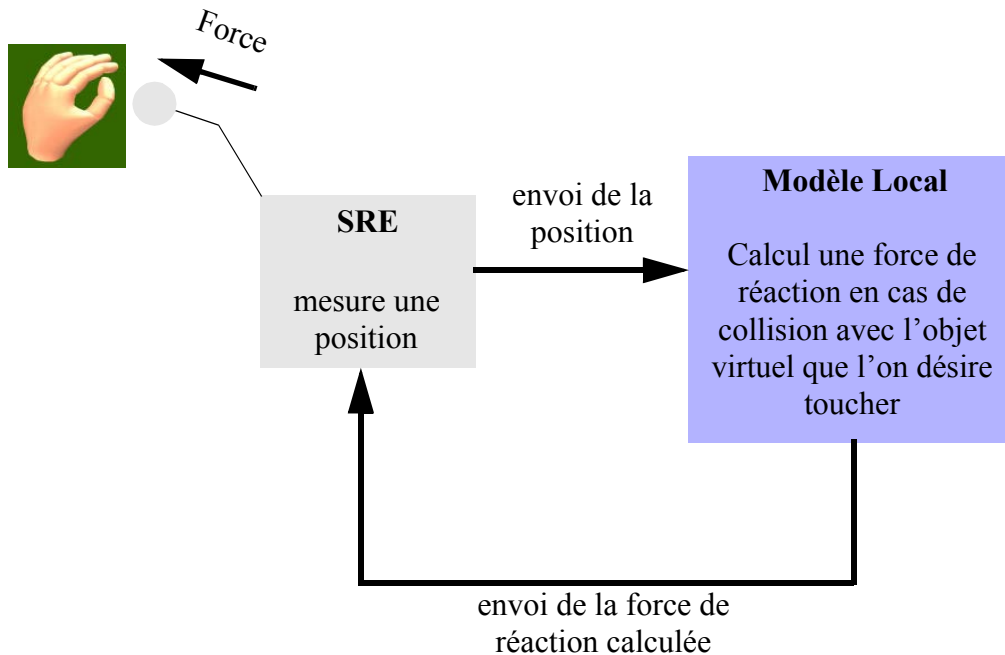 Force
SRE
mesure une
position
envoi de la
position
Modèle Local
Calcul une force de
réaction en cas de
collision avec l’objet
virtuel que l’on désire
toucher
envoi de la force de
réaction calculée